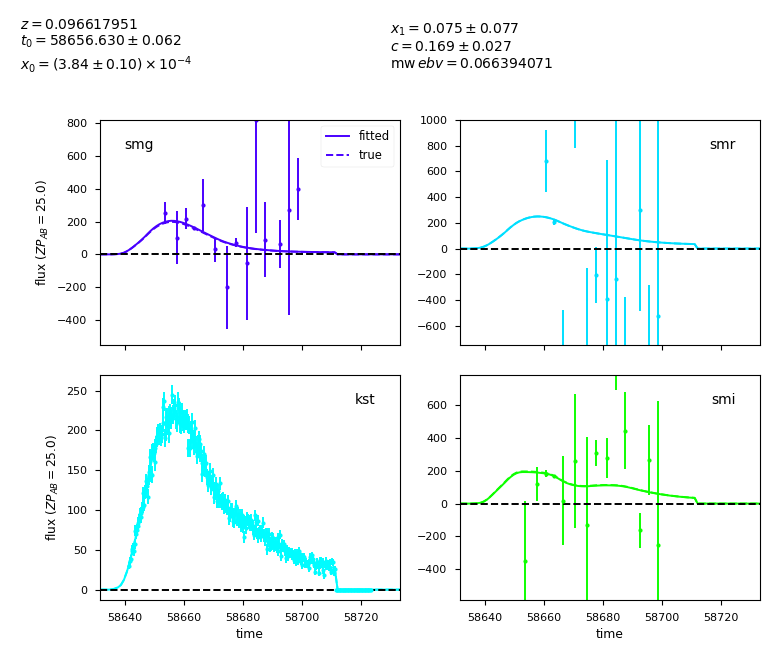 z = 0.096617951
t₀ = 58656.630 ± 0.062
x₀ = (3.84 ± 0.10) × 10⁻⁴
x₁ = 0.075 ± 0.077
c = 0.169 ± 0.027
mw ebv = 0.066394071
smg
fitted
true
flux (ZP_AB = 25.0)
800
600
400
200
0
−200
−400
smr
1000
800
600
400
200
0
−200
−400
−600
kst
flux (ZP_AB = 25.0)
250
200
150
100
50
0
58640 58660 58680 58700 58720
time
smi
600
400
200
0
−200
−400
58640 58660 58680 58700 58720
time